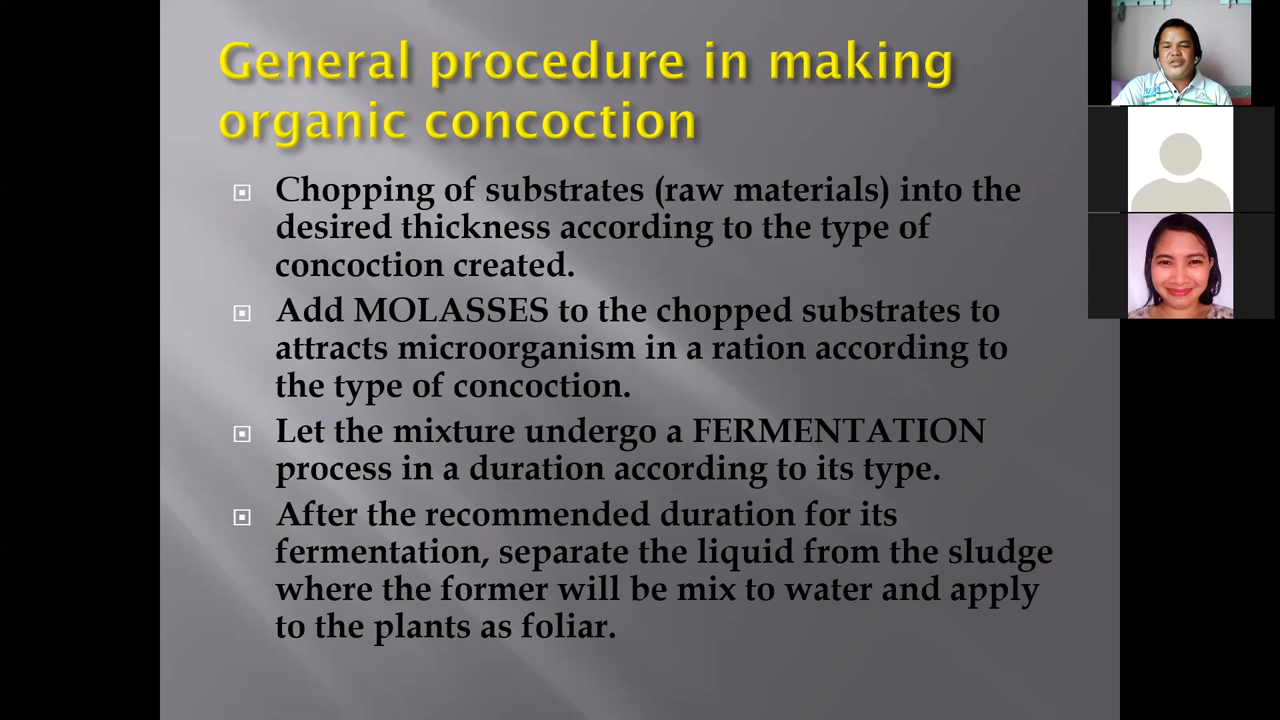 General procedure in making
organic concoction
Chopping of substrates (raw materials) into the
desired thickness according to the type of
concoction created.
Add MOLASSES to the chopped substrates to
attracts microorganism in a ration according to
the type of concoction.
Let the mixture undergo a FERMENTATION
process in a duration according to its type.
After the recommended duration for its
fermentation, separate the liquid from the sludge
where the former will be mix to water and apply
to the plants as foliar.